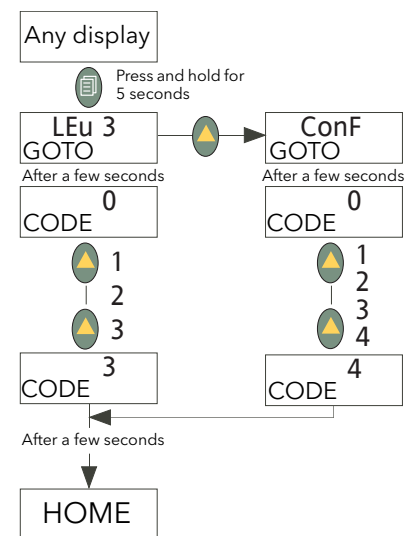 Any display
Press and hold for
5 seconds
LEu 3
GOTO
ConF
GOTO
After a few seconds
After a few seconds
0
CODE
0
CODE
1
2
3
1
2
3
4
3
CODE
4
CODE
After a few seconds
HOME